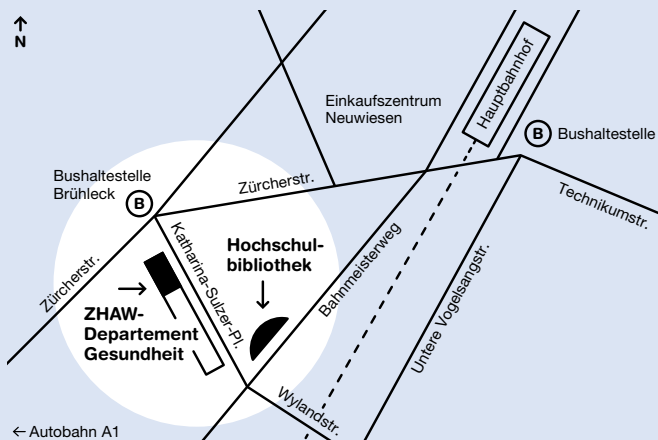 N
Einkaufszentrum
Neuwiesen
Hauptbahnhof
B
Bushaltestelle
Bushaltestelle
Brühleck
B
Zürcherstr.
Technikumstr.
Zürcherstr.
Katharina-Sulzer-Pl.
Hochschul-
bibliothek
Bahnmeisterweg
Untere Vogelsangstr.
ZHAW-
Departement
Gesundheit
Wylandstr.
← Autobahn A1